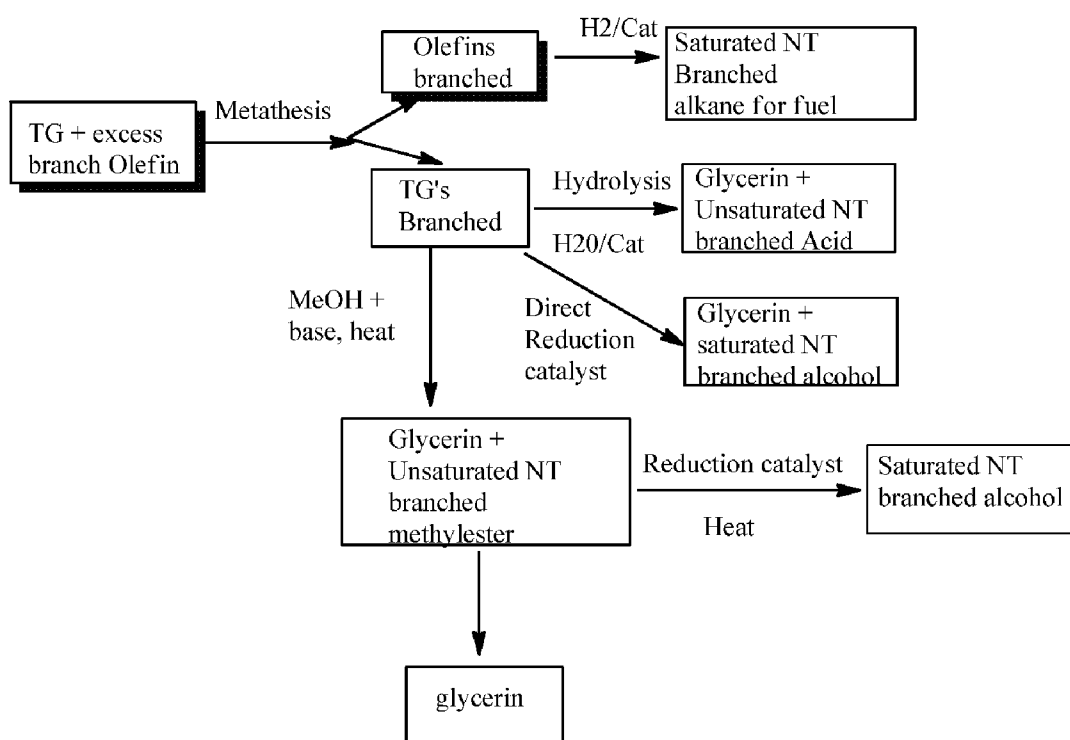 Olefins
branched
H2/Cat
Saturated NT
Branched
alkane for fuel
Metathesis
TG + excess
branch Olefin
TG's
Branched
Hydrolysis
H20/Cat
Glycerin +
Unsaturated NT
branched Acid
MeOH +
base, heat
Direct
Reduction
catalyst
Glycerin +
saturated NT
branched alcohol
Glycerin +
Unsaturated NT
branched
methylester
Reduction catalyst
Heat
Saturated NT
branched alcohol
glycerin